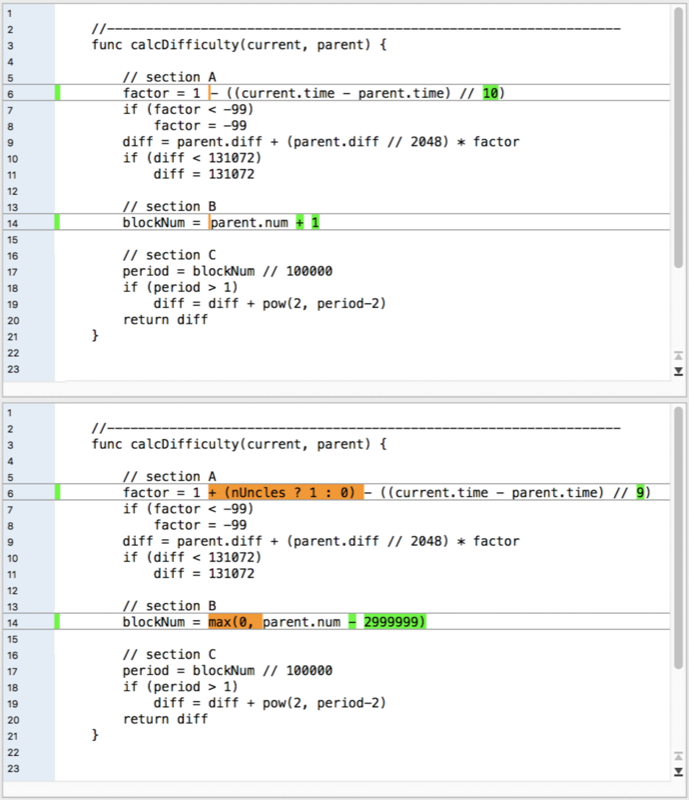 1
2 //------------------------------------------------------------------
3 func calcDifficulty(current, parent) {
4
5 // section A
6 factor = 1 - ((current.time - parent.time) // 10)
7 if (factor < -99)
8 factor = -99
9 diff = parent.diff + (parent.diff // 2048) * factor
10 if (diff < 131072)
11 diff = 131072
12
13 // section B
14 blockNum = parent.num + 1
15
16 // section C
17 period = blockNum // 100000
18 if (period > 1)
19 diff = diff + pow(2, period-2)
20 return diff
21 }
22
23
1
2 //------------------------------------------------------------------
3 func calcDifficulty(current, parent) {
4
5 // section A
6 factor = 1 + (nUncles ? 1 : 0) - ((current.time - parent.time) // 9)
7 if (factor < -99)
8 factor = -99
9 diff = parent.diff + (parent.diff // 2048) * factor
10 if (diff < 131072)
11 diff = 131072
12
13 // section B
14 blockNum = max(0, parent.num - 2999999)
15
16 // section C
17 period = blockNum // 100000
18 if (period > 1)
19 diff = diff + pow(2, period-2)
20 return diff
21 }
22
23